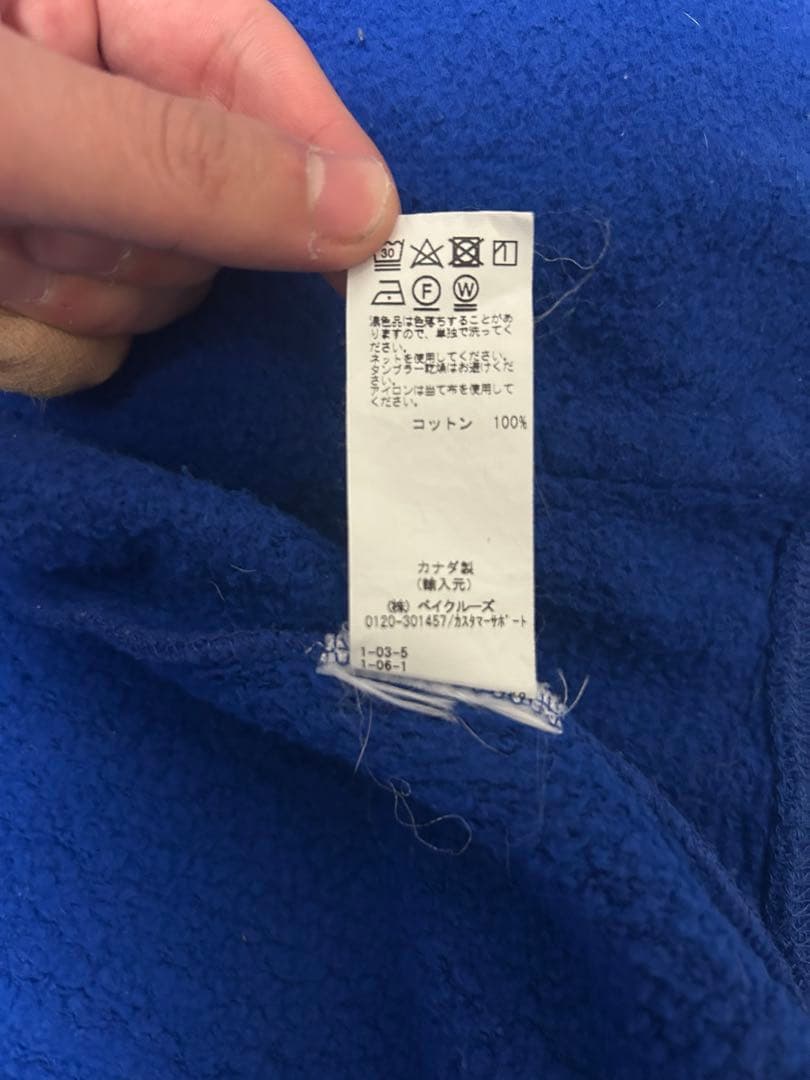 30
F W
濃色品は色落ちすることがあ
りますので、単独で洗ってく
ださい。
ネットを使用してください。
タンブラー乾燥はお避けくだ
さい。
アイロンは当て布を使用して
ください。
コットン 100%
カナダ製
(輸入元)
(株) ベイクルーズ
0120-301457/カスタマーサポート
1-03-5
1-06-1